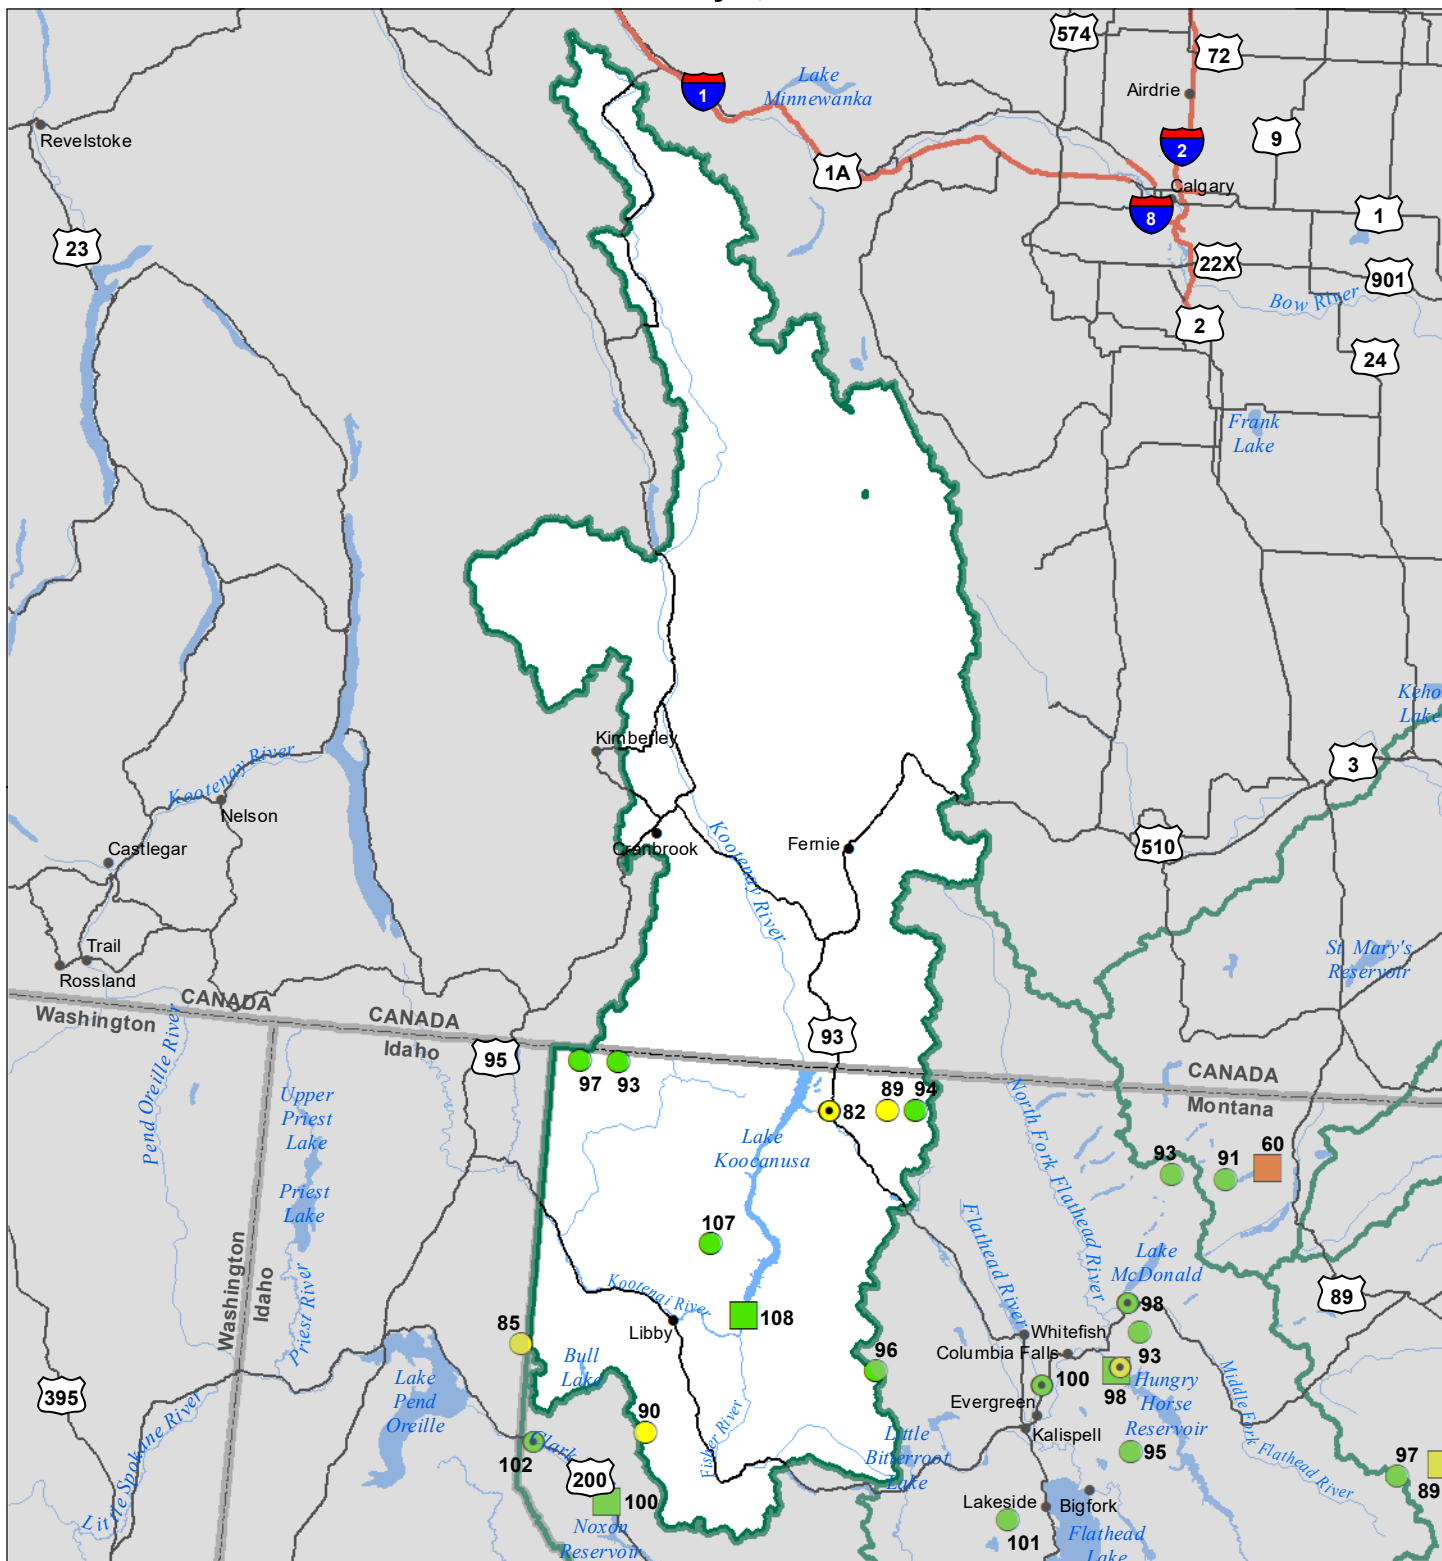 574
72
Lake
Minnewanka
1
Airdrie
Revelstoke
2
9
1A
Calgary
8
1
23
22X
901
Bow River
2
24
Frank
Lake
Keho
Lake
Kimberley
3
Kootenay River
Nelson
Kootenay River
Cranbrook
Fernie
510
Castlegar
Trail
Rossland
St. Mary's
Reservoir
CANADA
Washington
CANADA
Idaho
95
93
CANADA
Montana
97
93
89
94
82
Pend Oreille River
Upper
Priest
Lake
Priest
Lake
Lake
Koocanusa
North Fork Flathead River
93
91
60
107
Flathead River
Lake
McDonald
Washington
Idaho
Priest River
Kootenai River
89
98
108
85
Libby
Whitefish
Columbia Falls
93
96
Bull
Lake
100
98
Hungry
Horse
Reservoir
395
Lake
Pend
Oreille
Evergreen
Middle Fork Flathead River
Little Spokane River
90
Fisher River
Kalispell
Little
Bitterroot
Lake
95
Clark
102
97
89
200
100
Lakeside
Bigfork
Noxon
Reservoir
101
Flathead
Lake